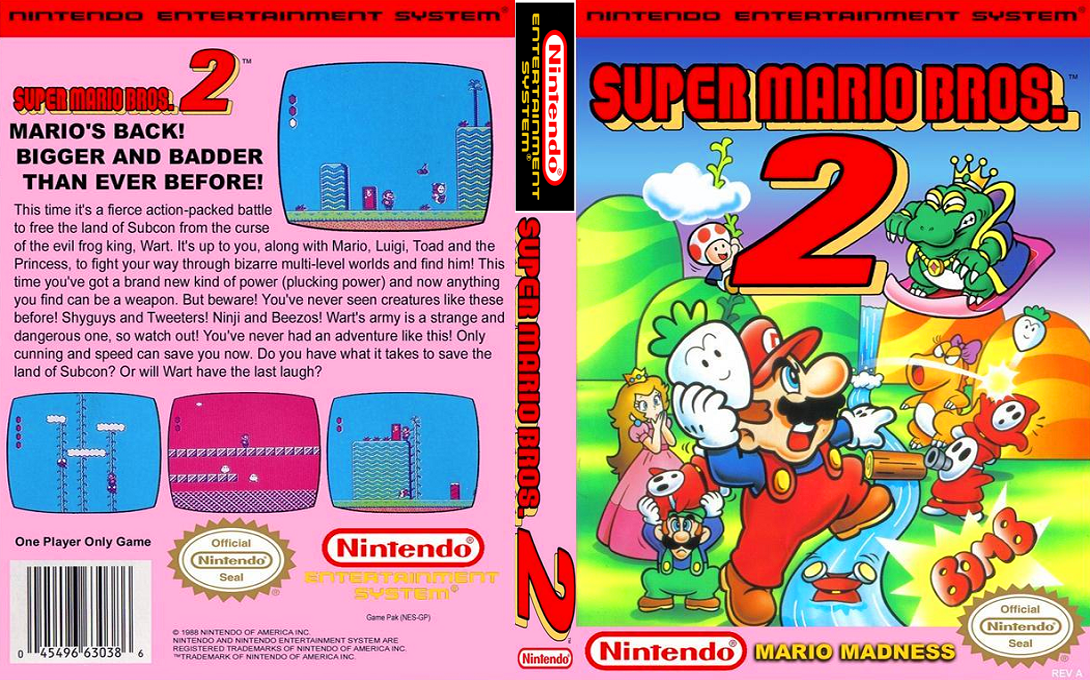 NINTENDO ENTERTAINMENT SYSTEM®
SUPER MARIO BROS. 2™
MARIO'S BACK!
BIGGER AND BADDER
THAN EVER BEFORE!
This time it's a fierce action-packed battle
to free the land of Subcon from the curse
of the evil frog king, Wart. It's up to you, along with Mario, Luigi, Toad and the
Princess, to fight your way through bizarre multi-level worlds and find him! This
time you've got a brand new kind of power (plucking power) and now anything
you find can be a weapon. But beware! You've never seen creatures like these
before! Shyguys and Tweeters! Ninji and Beezos! Wart's army is a strange and
dangerous one, so watch out! You've never had an adventure like this! Only
cunning and speed can save you now. Do you have what it takes to save the
land of Subcon? Or will Wart have the last laugh?
One Player Only Game
0 45496 63038 6
Official
Nintendo®
Seal
®
Nintendo®
ENTERTAINMENT
SYSTEM®
Game Pak (NES-GP)
© 1988 NINTENDO OF AMERICA INC.
NINTENDO AND NINTENDO ENTERTAINMENT SYSTEM ARE
REGISTERED TRADEMARKS OF NINTENDO OF AMERICA INC.
™TRADEMARK OF NINTENDO OF AMERICA INC.
Nintendo®
ENTERTAINMENT
SYSTEM®
SUPER MARIO BROS. 2
Nintendo
NINTENDO ENTERTAINMENT SYSTEM®
SUPER MARIO BROS.™
2
M
BOMB
Nintendo®
MARIO MADNESS
Official
Nintendo®
Seal
®
REV A